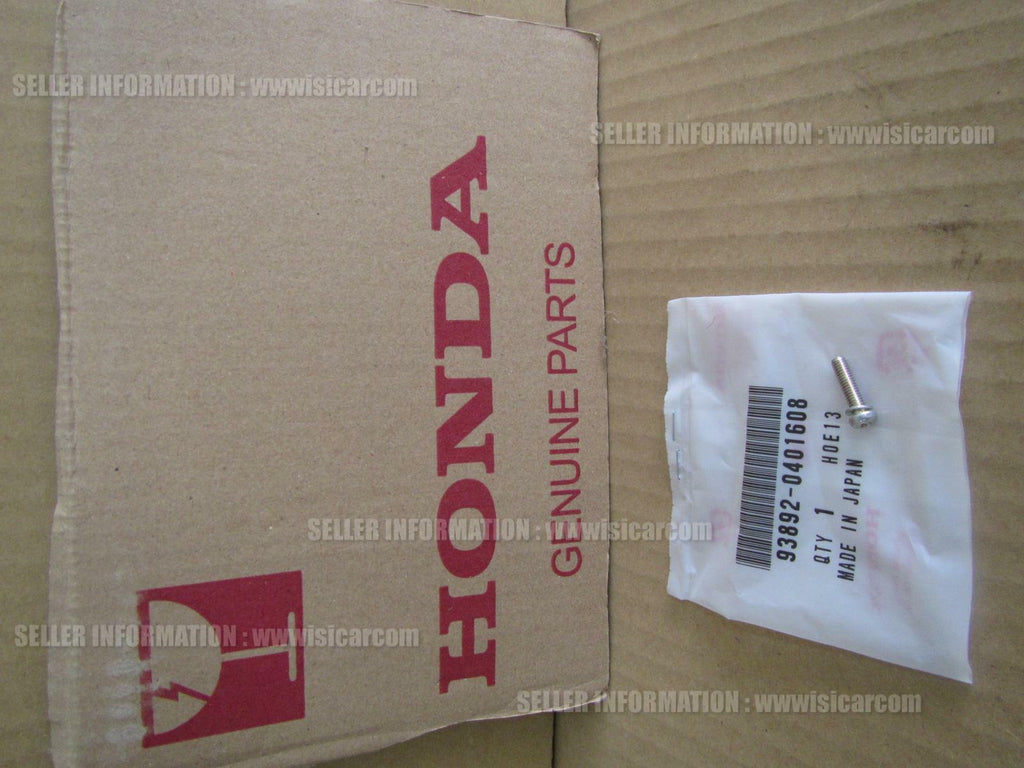 SELLER INFORMATION : wwwisicarcom
SELLER INFORMATION : wwwisicarcom
HONDA
GENUINE PARTS
93892-0401608
QTY 1 H0E13
MADE IN JAPAN
SELLER INFORMATION : wwwisicarcom
SELLER INFORMATION : wwwisicarcom
SELLER INFORMATION : wwwisicarcom